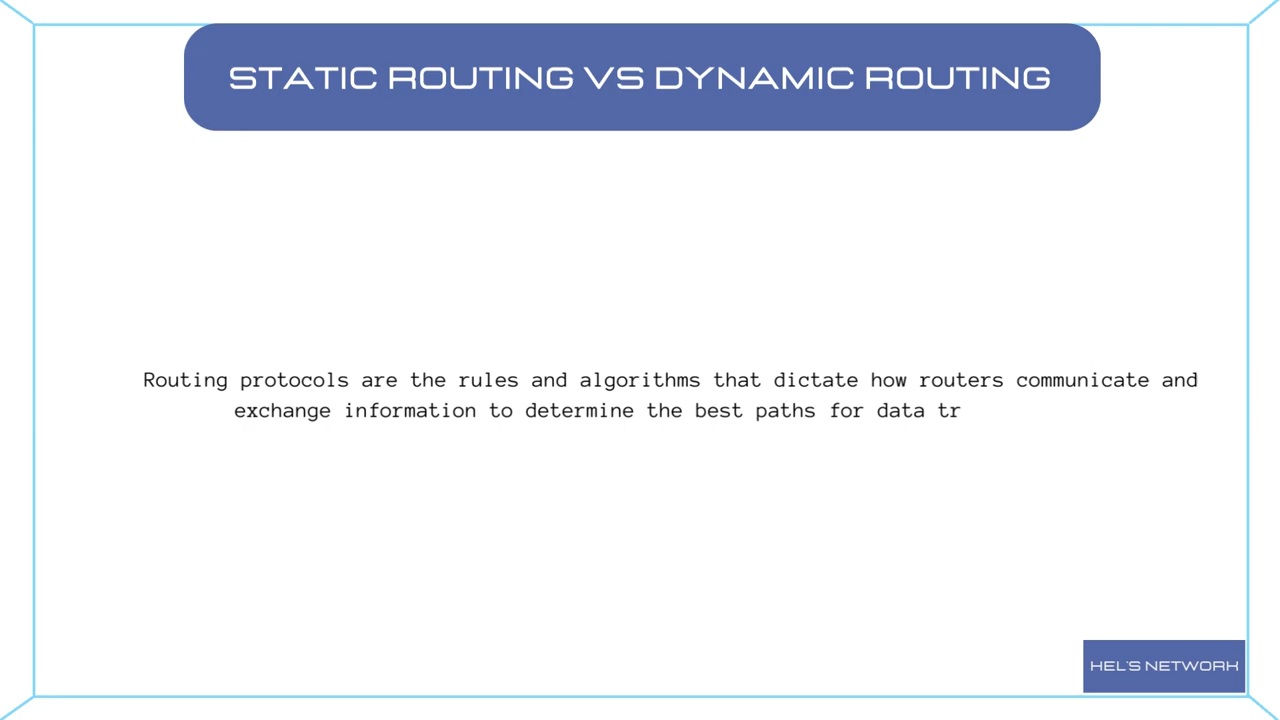 STATIC ROUTING VS DYNAMIC ROUTING
Routing protocols are the rules and algorithms that dictate how routers communicate and
exchange information to determine the best paths for data tr
HEL'S NETWORK